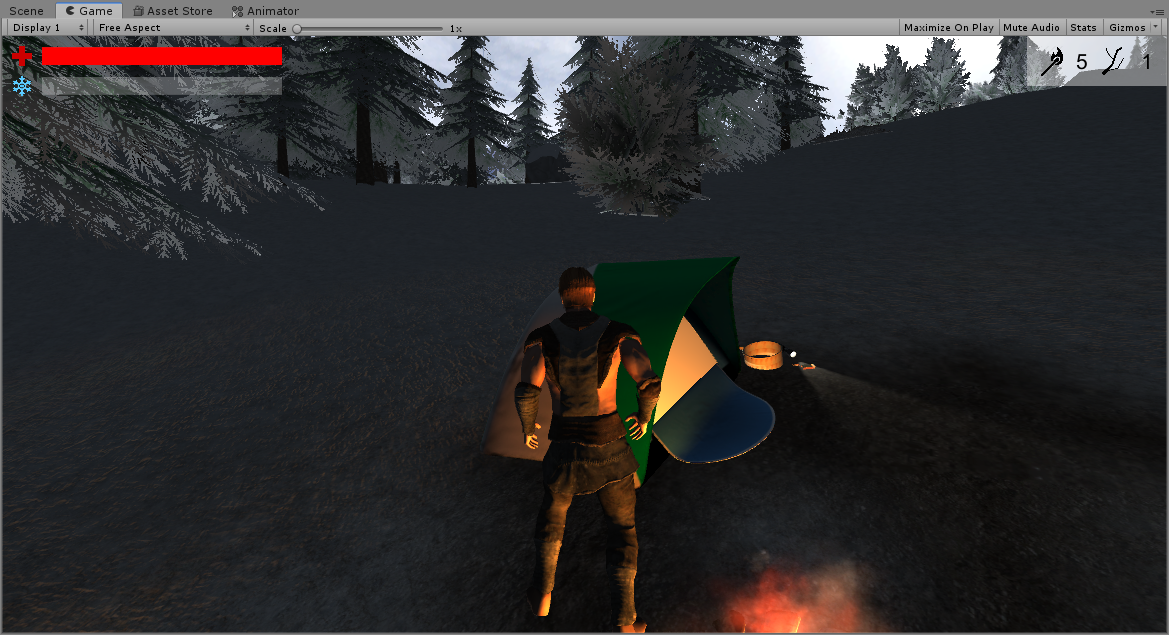 Scene Game Asset Store Animator
Display 1 Free Aspect Scale 1x Maximize On Play Mute Audio Stats Gizmos
5 1